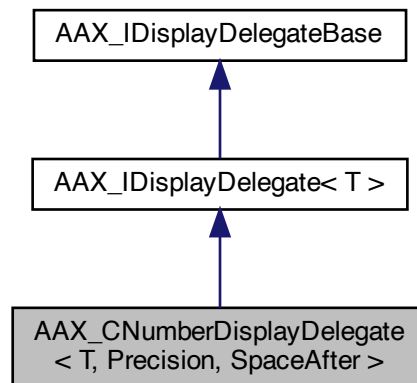 AAX_IDisplayDelegateBase
AAX_IDisplayDelegate< T >
AAX_CNumberDisplayDelegate
< T, Precision, SpaceAfter >